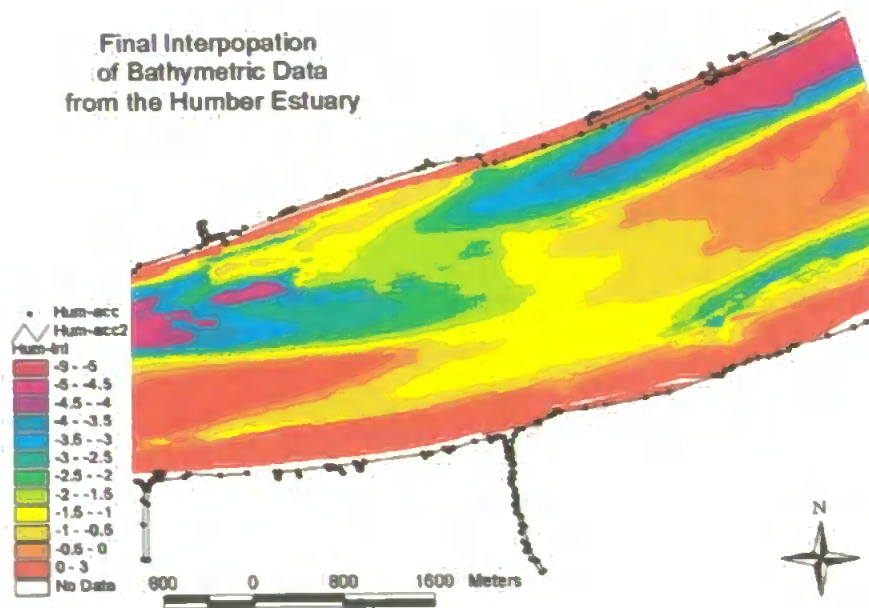 Final Interpopation
of Bathymetric Data
from the Humber Estuary
Hum-acc
Hum-acc2
Hum-int
-9 - -5
-5 - -4.5
-4.5 - -4
-4 - -3.5
-3.5 - -3
-3 - -2.5
-2.5 - -2
-2 - -1.5
-1.5 - -1
-1 - -0.5
-0.5 - 0
0 - 3
No Data
800 0 800 1600 Meters
N